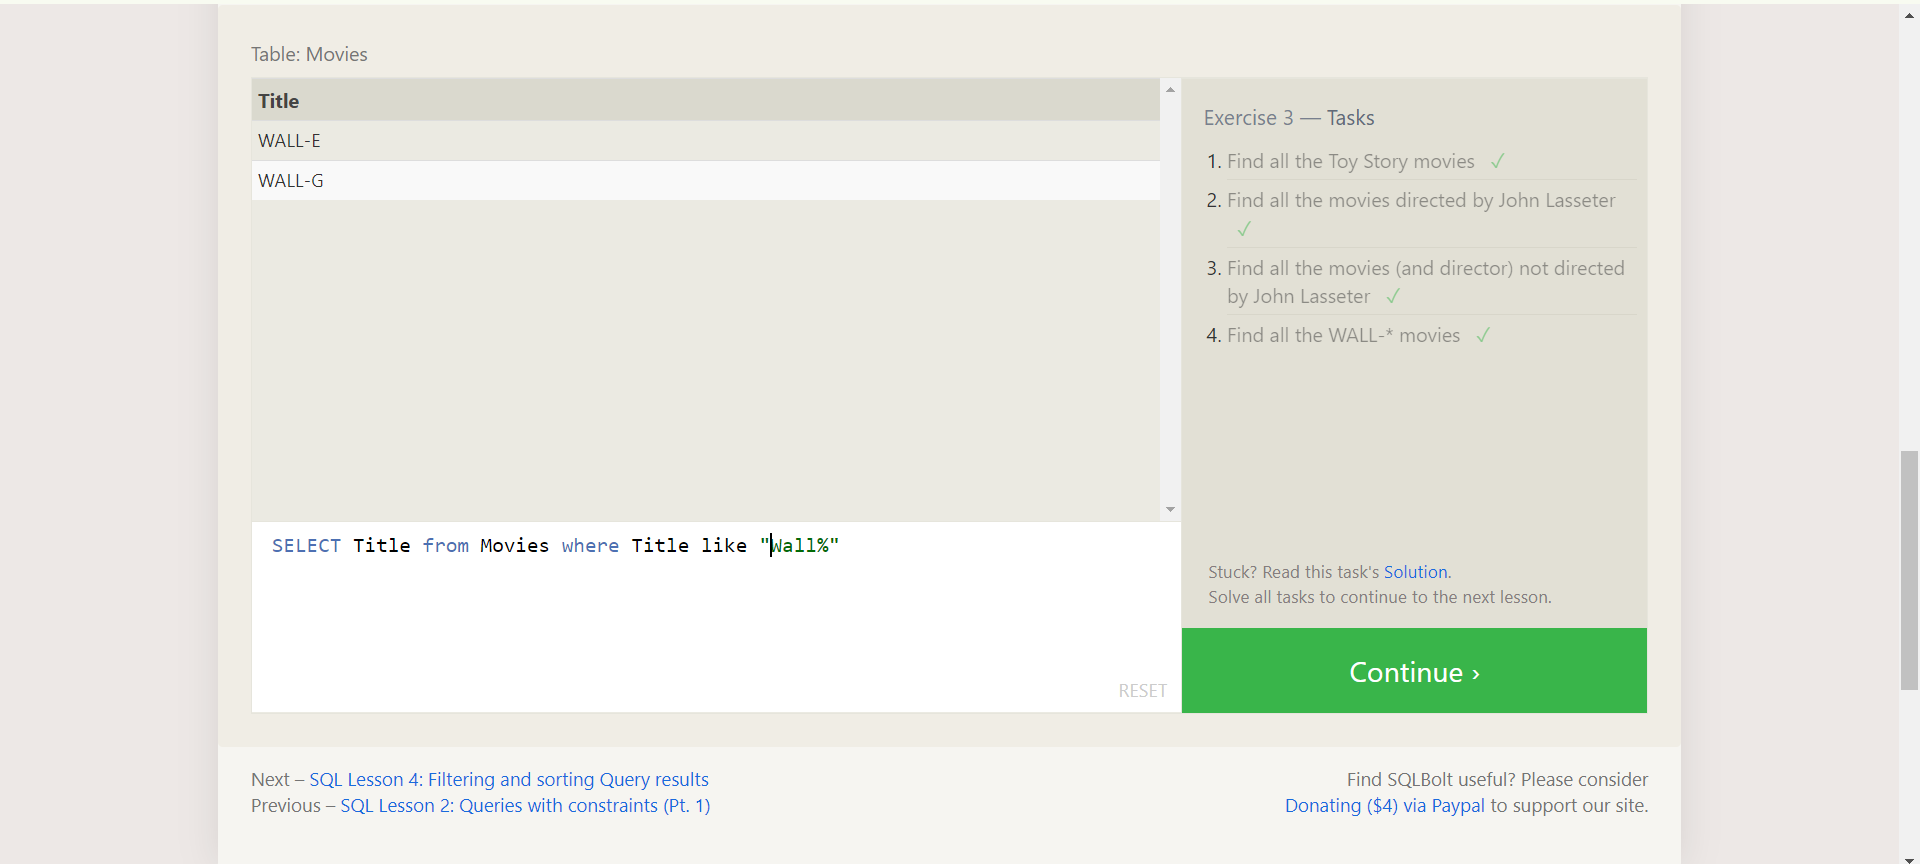 Table: Movies
Title
WALL-E
WALL-G
SELECT Title from Movies where Title like "Wall%"
RESET
Exercise 3 — Tasks
1. Find all the Toy Story movies ✓
2. Find all the movies directed by John Lasseter
✓
3. Find all the movies (and director) not directed
by John Lasseter ✓
4. Find all the WALL-* movies ✓
Stuck? Read this task's Solution.
Solve all tasks to continue to the next lesson.
Continue ›
Next – SQL Lesson 4: Filtering and sorting Query results
Previous – SQL Lesson 2: Queries with constraints (Pt. 1)
Find SQLBolt useful? Please consider
Donating ($4) via Paypal to support our site.